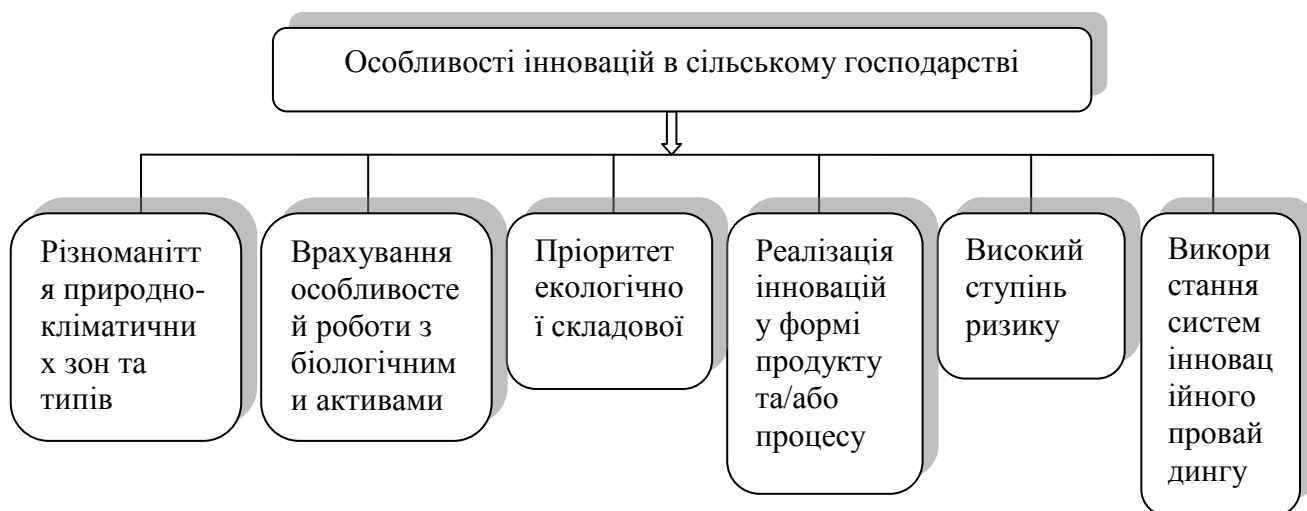 Особливості інновацій в сільському господарстві
Різноманітт
я природно-
кліматични
х зон та
типів
Врахування
особливосте
й роботи з
біологічним
и активами
Пріоритет
екологічно
ї складової
Реалізація
інновацій
у формі
продукту
та/або
процесу
Високий
ступінь
ризику
Викори
стання
систем
інновац
ійного
провай
дингу